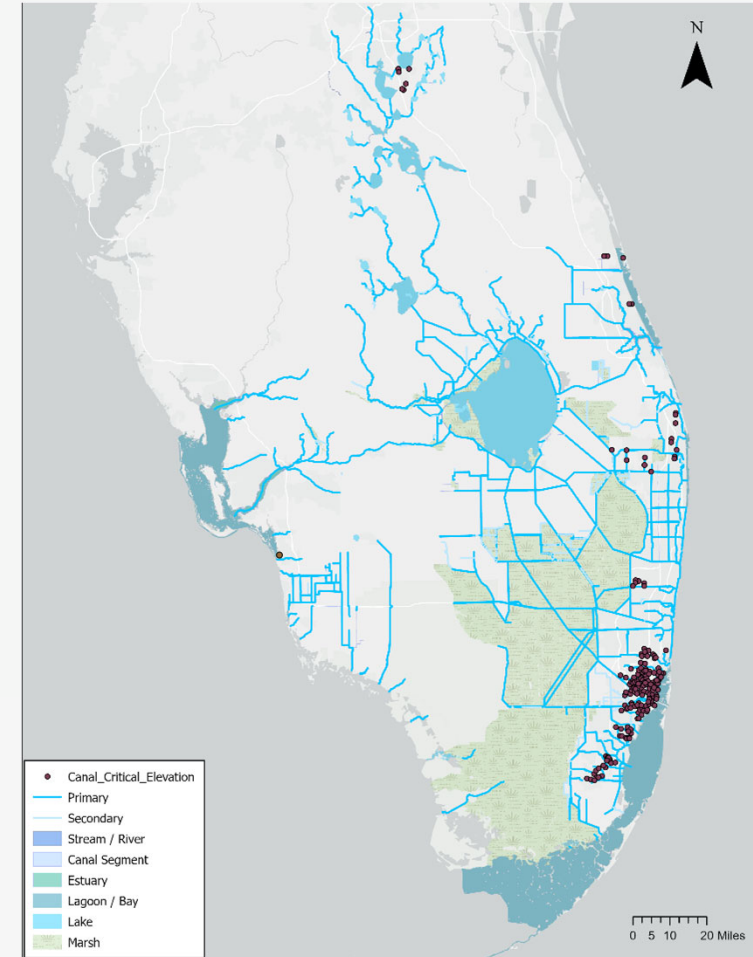 N
Canal_Critical_Elevation
Primary
Secondary
Stream / River
Canal Segment
Estuary
Lagoon / Bay
Lake
Marsh
0 5 10 20 Miles